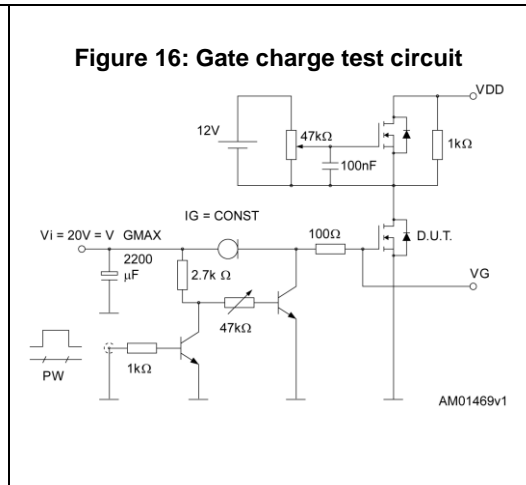 Figure 16: Gate charge test circuit
VDD
12V
47kΩ
1kΩ
100nF
IG = CONST
Vi = 20V = V GMAX
100Ω
D.U.T.
2200
μF
2.7k Ω
VG
47kΩ
1kΩ
PW
AM01469v1